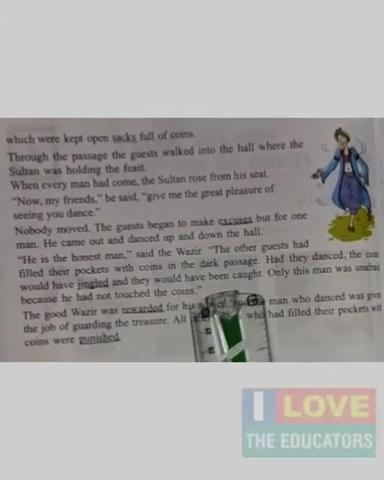 which were kept open sacks full of coins.
Through the passage the guests walked into the hall where the
Sultan was holding the feast.
When every man had come, the Sultan rose from his seat.
"Now, my friends," he said, "give me the great pleasure of
seeing you dance."
Nobody moved. The guests began to make excuses but for one
man. He came out and danced up and down the hall.
"He is the honest man," said the Wazir. "The other guests had
filled their pockets with coins in the dark passage. Had they danced, the coin
would have jingled and they would have been caught. Only this man was unafrai
because he had not touched the coins."
The good Wazir was rewarded for his man who danced was give
the job of guarding the treasure. All who had filled their pockets wit
coins were punished.
I LOVE
THE EDUCATORS